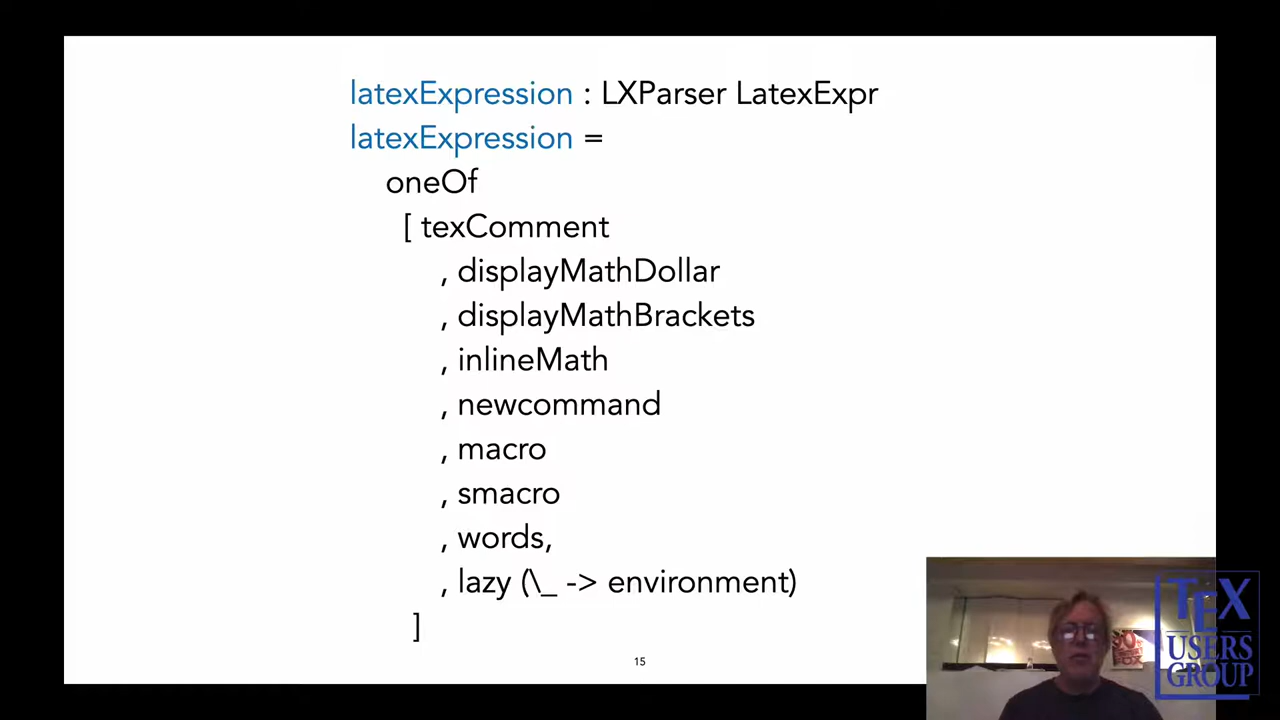 latexExpression : LXParser LatexExpr
latexExpression =
oneOf
[ texComment
, displayMathDollar
, displayMathBrackets
, inlineMath
, newcommand
, macro
, smacro
, words,
, lazy (\_ -> environment)
]
15
TEX
USERS
GROUP